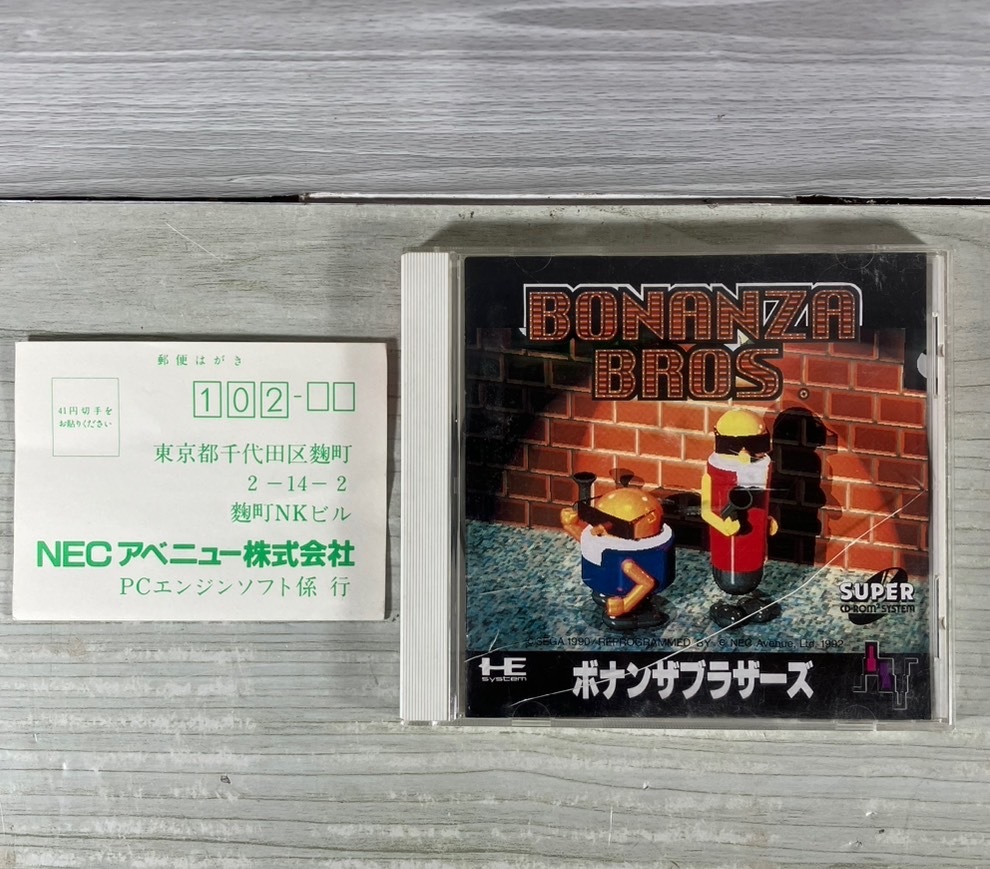 郵便はがき
41円切手を
お貼りください
102-
東京都千代田区麴町
2-14-2
麴町NKビル
NECアベニュー株式会社
PCエンジンソフト係 行
BONANZA
BROS.
SUPER
CD-ROM² SYSTEM
©SEGA 1990/REPROGRAMMED BY © NEC Avenue, Ltd. 1992
HE
system
ボナンザブラザーズ